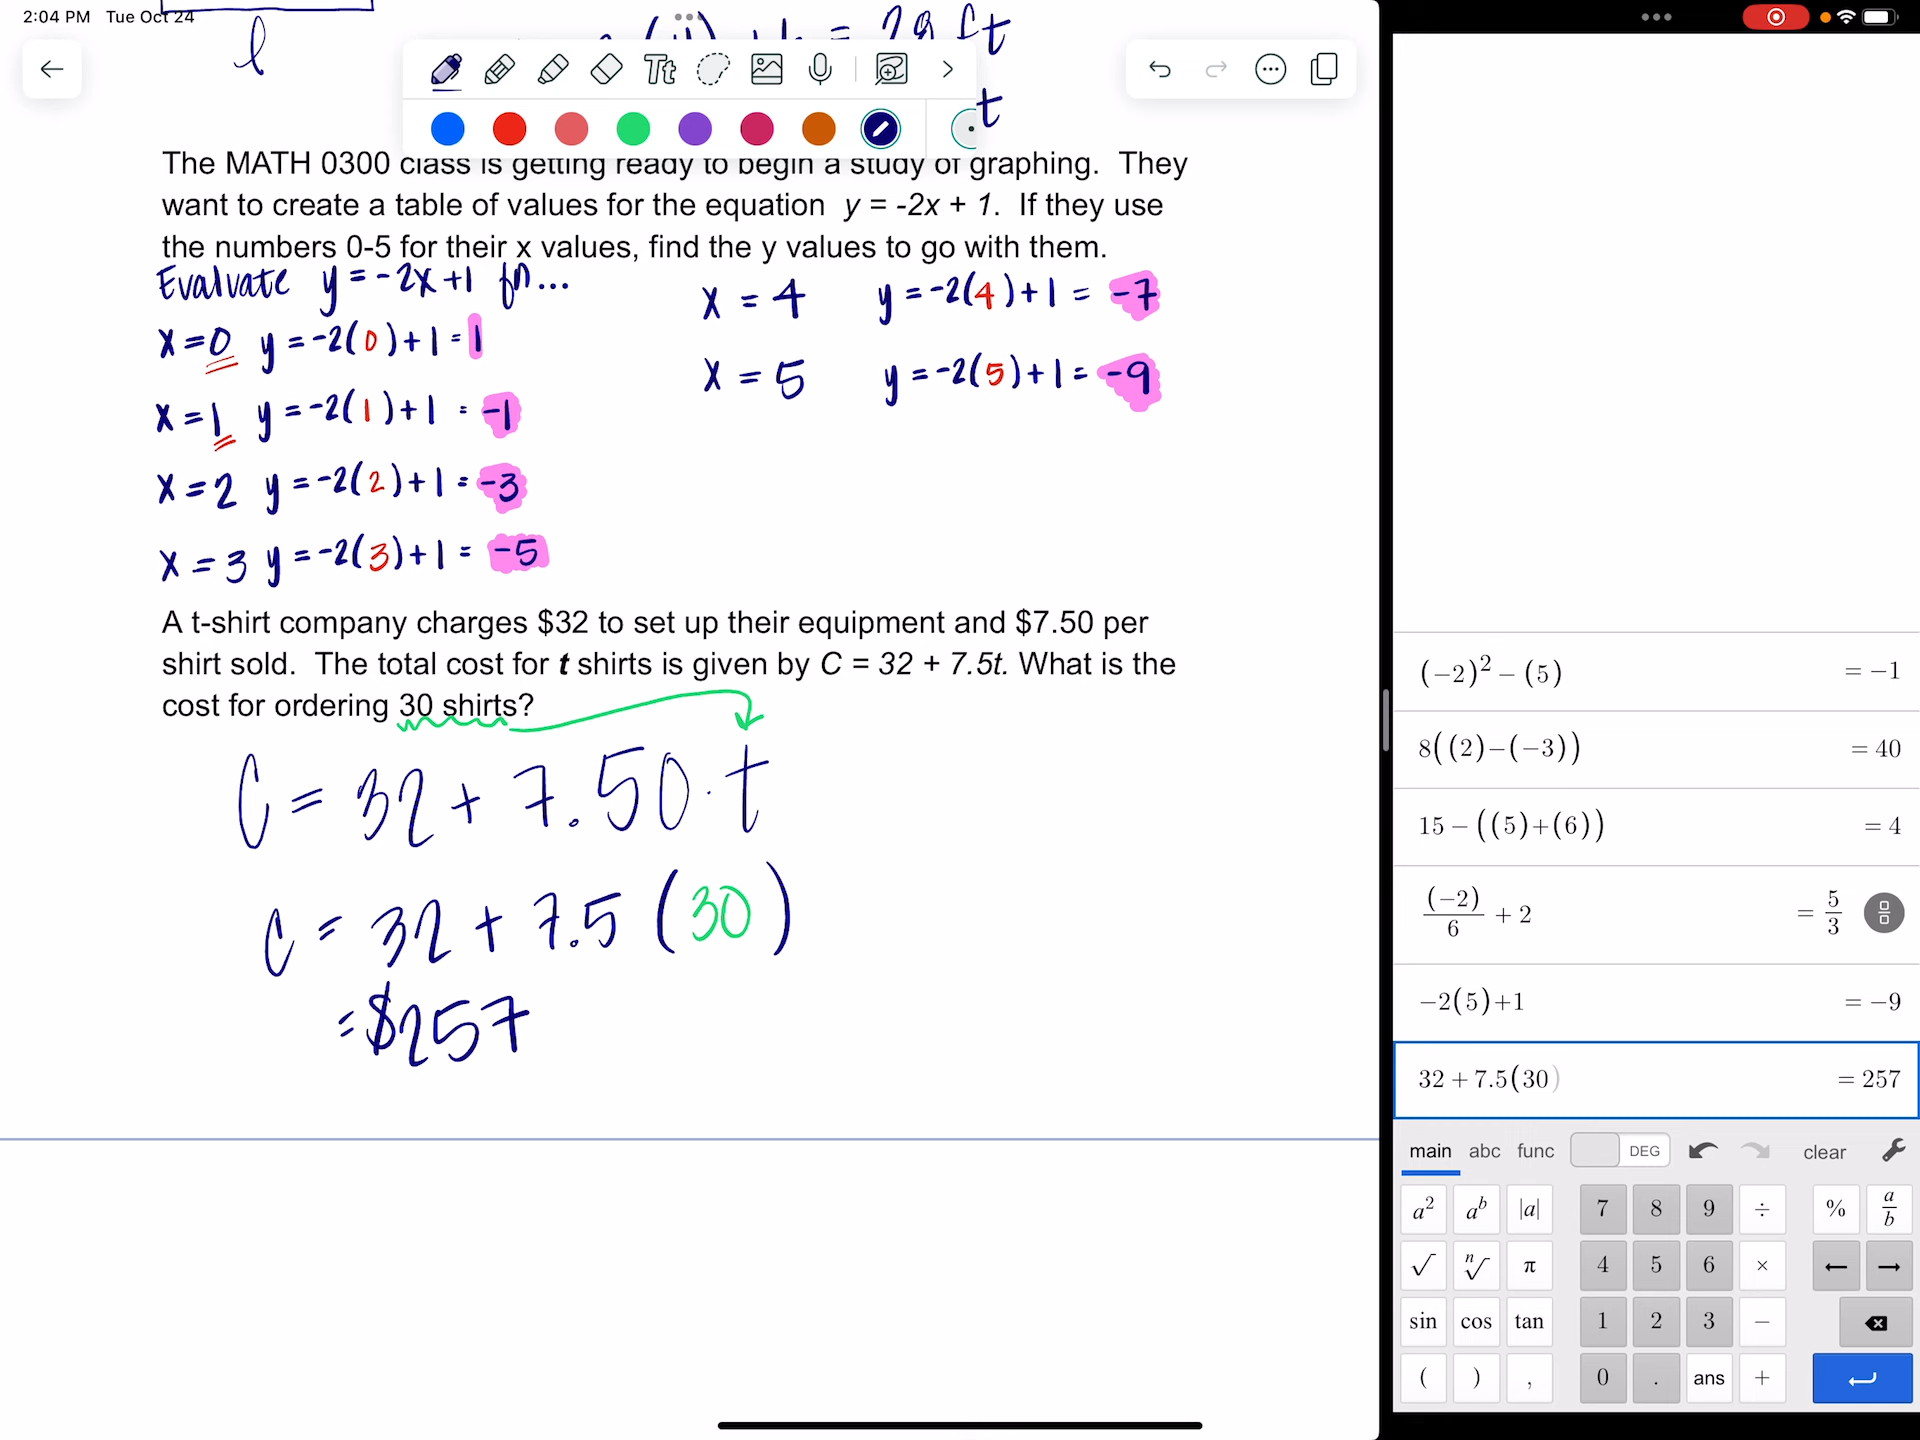 2:04 PM Tue Oct 24
l
= 28 ft
t
Tt
The MATH 0300 class is getting ready to begin a study of graphing. They
want to create a table of values for the equation y = -2x + 1. If they use
the numbers 0-5 for their x values, find the y values to go with them.
Evaluate y = -2x +1 for...
x = 0 y = -2(0) + 1 = 1
x = 1 y = -2(1) + 1 = -1
x = 2 y = -2(2) + 1 = -3
x = 3 y = -2(3) + 1 = -5
x = 4 y = -2(4) + 1 = -7
x = 5 y = -2(5) + 1 = -9
A t-shirt company charges $32 to set up their equipment and $7.50 per
shirt sold. The total cost for t shirts is given by C = 32 + 7.5t. What is the
cost for ordering 30 shirts?
C = 32 + 7.50 · t
C = 32 + 7.5 (30)
= $257
(-2)² - (5) = -1
8((2)-(-3)) = 40
15 - ((5)+(6)) = 4
(-2)/6 + 2 = 5/3
-2(5)+1 = -9
32 + 7.5(30) = 257
main abc func DEG clear
a² aᵇ |a| 7 8 9 ÷ % a/b
√ ⁿ√ π 4 5 6 × ← →
sin cos tan 1 2 3 −
( ) , 0 . ans +